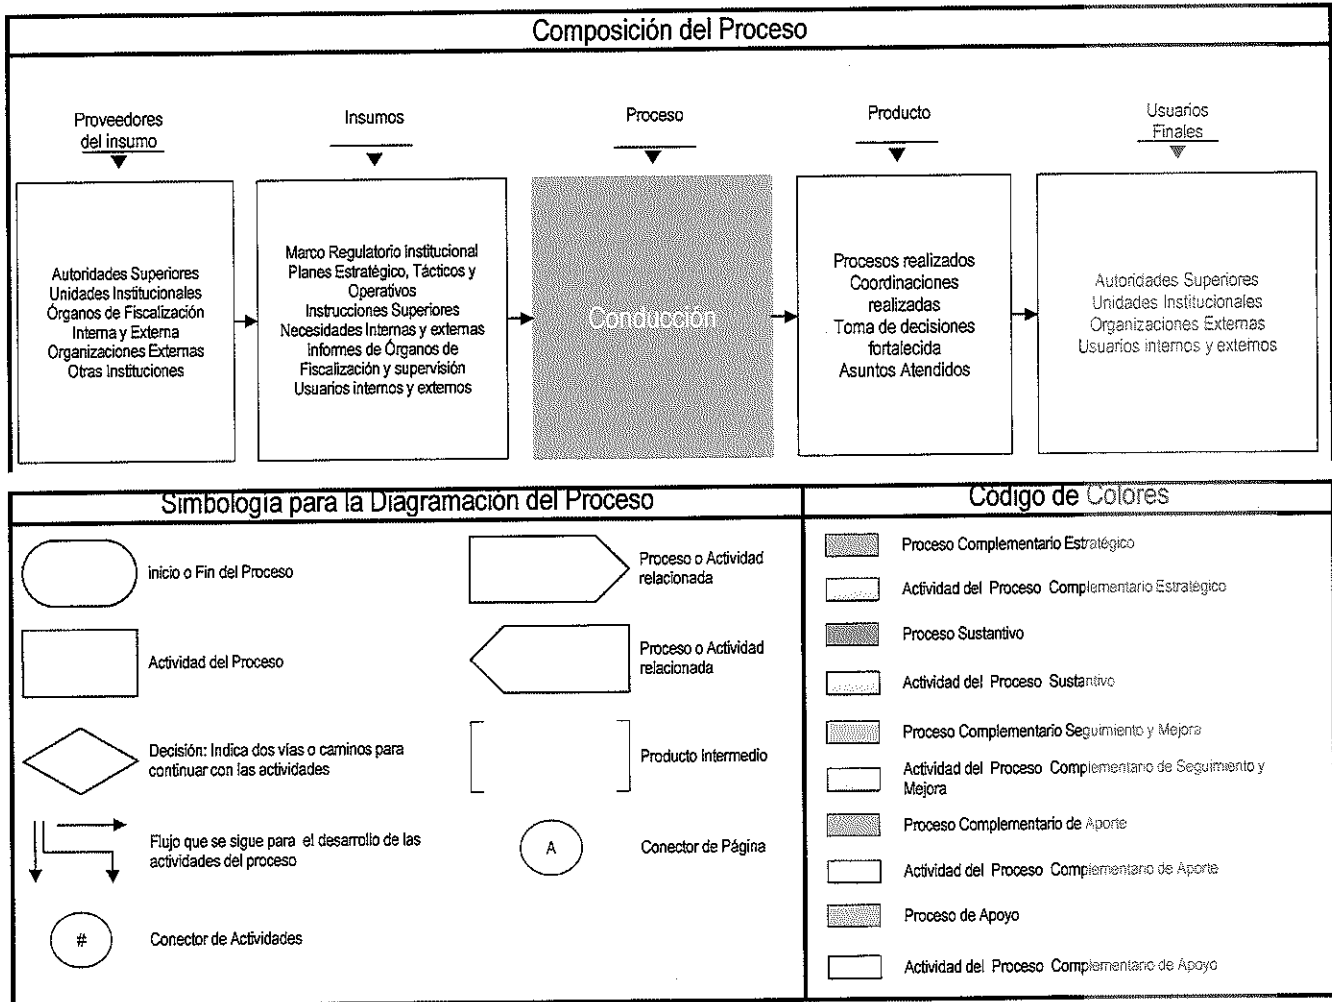 Composición del Proceso
Proveedores
del insumo
Insumos
Proceso
Producto
Usuarios
Finales
Autoridades Superiores
Unidades Institucionales
Órganos de Fiscalización
Interna y Externa
Organizaciones Externas
Otras Instituciones
Marco Regulatorio Institucional
Planes Estratégico, Tácticos y
Operativos
Instrucciones Superiores
Necesidades Internas y externas
Informes de Órganos de
Fiscalización y supervisión
Usuarios internos y externos
Conducción
Procesos realizados
Coordinaciones
realizadas
Toma de decisiones
fortalecida
Asuntos Atendidos
Autoridades Superiores
Unidades Institucionales
Organizaciones Externas
Usuarios internos y externos
Simbología para la Diagramación del Proceso
inicio o Fin del Proceso
Actividad del Proceso
Decisión: Indica dos vías o caminos para
continuar con las actividades
Flujo que se sigue para el desarrollo de las
actividades del proceso
#
Conector de Actividades
Proceso o Actividad
relacionada
Proceso o Actividad
relacionada
Producto Intermedio
A
Conector de Página
Código de Colores
Proceso Complementario Estratégico
Actividad del Proceso Complementario Estratégico
Proceso Sustantivo
Actividad del Proceso Sustantivo
Proceso Complementario Seguimiento y Mejora
Actividad del Proceso Complementario de Seguimiento y
Mejora
Proceso Complementario de Aporte
Actividad del Proceso Complementario de Aporte
Proceso de Apoyo
Actividad del Proceso Complementario de Apoyo